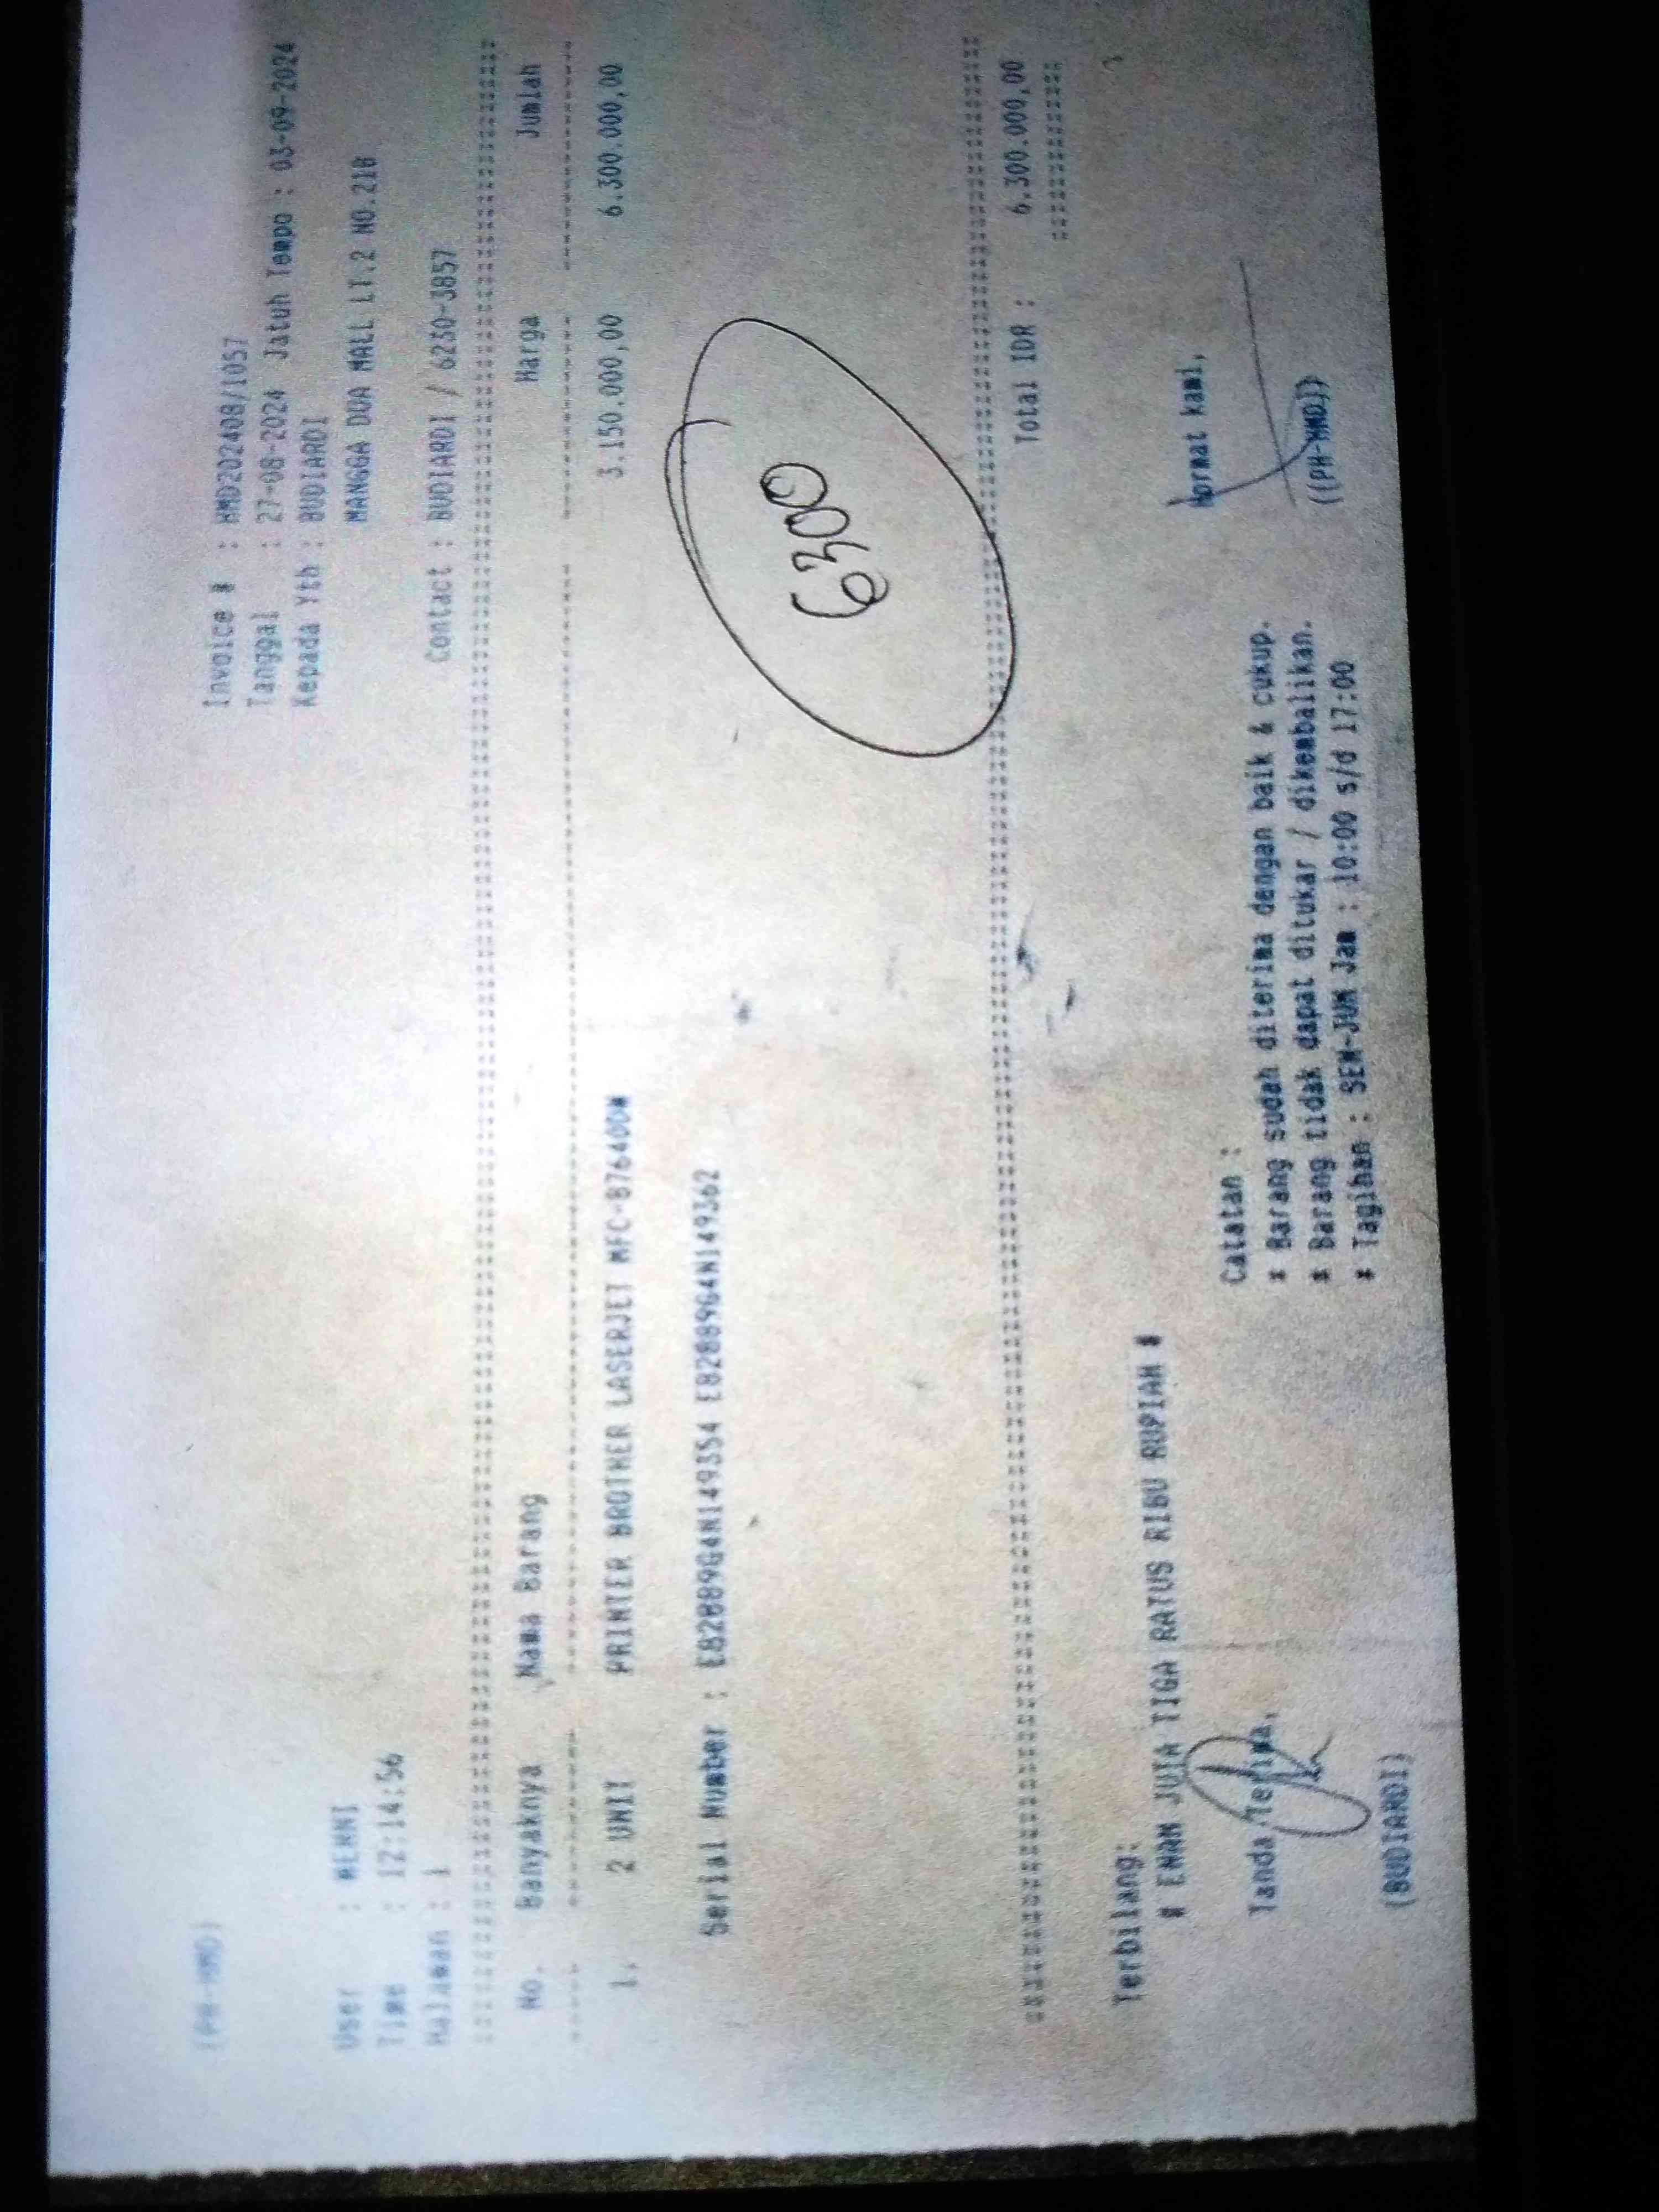 ((PH-HMD)
Invoice # : HMD202408/1057
Tanggal : 27-08-2024 Jatuh Tempo : 03-09-2024
Kepada Yth : BUDIARDI
User : WENNI
MANGGA DUA MALL LT.2 NO.21B
Time : 12:14:56
Halaman : 1
Contact : BUDIARDI / 6230-3857
No. Banyaknya Nama Barang Harga Jumlah
1. 2 UNIT PRINTER BROTHER LASERJET MFC-B7640DW 3.150.000,00 6.300.000,00
Serial Number :
6300
Total IDR : 6.300.000,00
Terbilang:
# ENAM JUTA TIGA RATUS RIBU RUPIAH #
Tanda Terima,
Catatan :
Hormat kami,
* Barang sudah diterima dengan baik & cukup.
* Barang tidak dapat ditukar / dikembalikan.
* Tagihan : SEN-JUM Jam : 10:00 s/d 17:00
(BUDIARDI)
((PH-HMD))